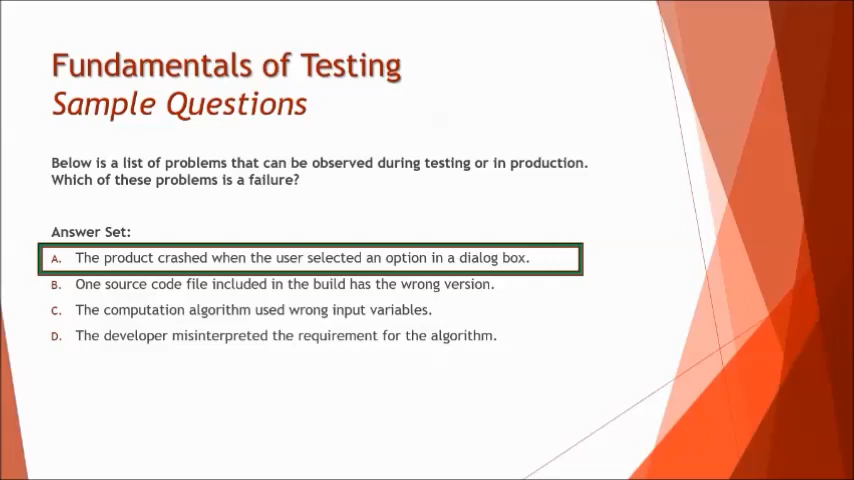 Fundamentals of Testing
Sample Questions
Below is a list of problems that can be observed during testing or in production.
Which of these problems is a failure?
Answer Set:
A. The product crashed when the user selected an option in a dialog box.
B. One source code file included in the build has the wrong version.
C. The computation algorithm used wrong input variables.
D. The developer misinterpreted the requirement for the algorithm.